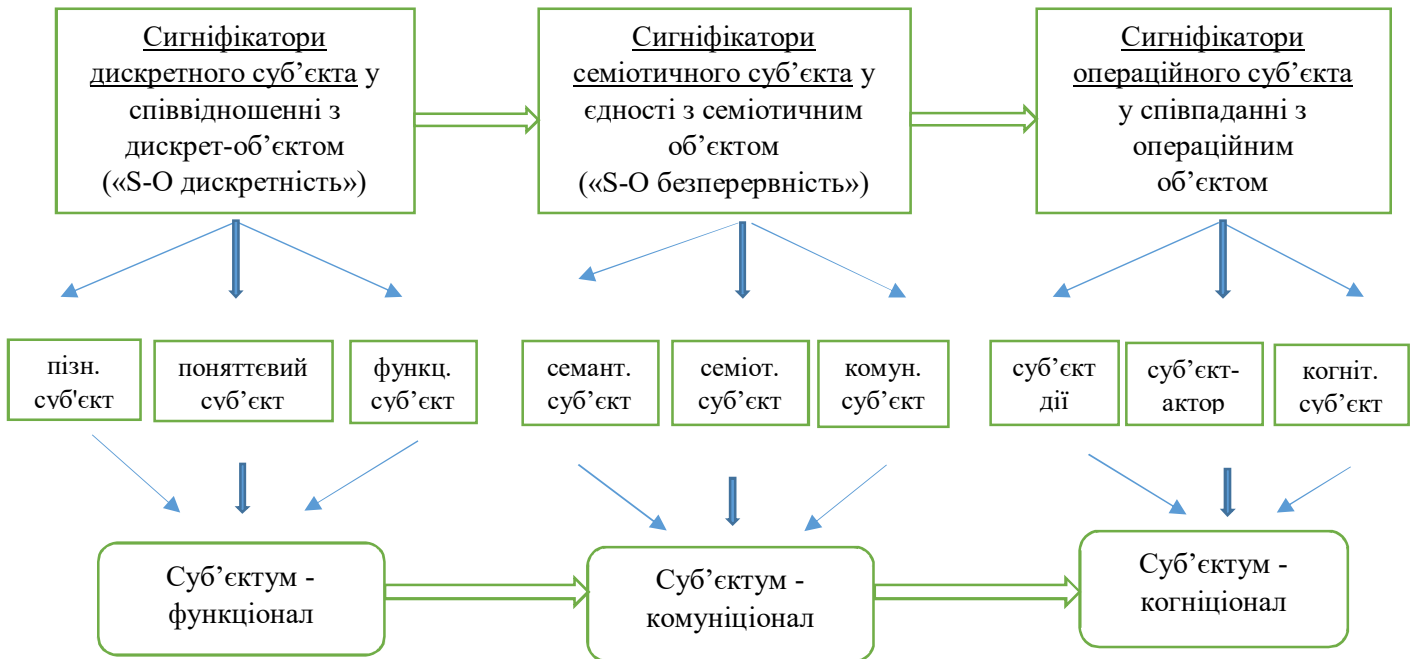 Сигніфікатори
дискретного суб’єкта у
співвідношенні з
дискрет-об’єктом
(«S-O дискретність»)
Сигніфікатори
семіотичного суб’єкта у
єдності з семіотичним
об’єктом
(«S-O безперервність»)
Сигніфікатори
операційного суб’єкта
у співпаданні з
операційним
об’єктом
пізн.
суб'єкт
поняттєвий
суб’єкт
функц.
суб’єкт
семант.
суб’єкт
семіот.
суб’єкт
комун.
суб’єкт
суб’єкт
дії
суб’єкт-
актор
когніт.
суб’єкт
Суб’єктум -
функціонал
Суб’єктум -
комуніціонал
Суб’єктум -
когніціонал